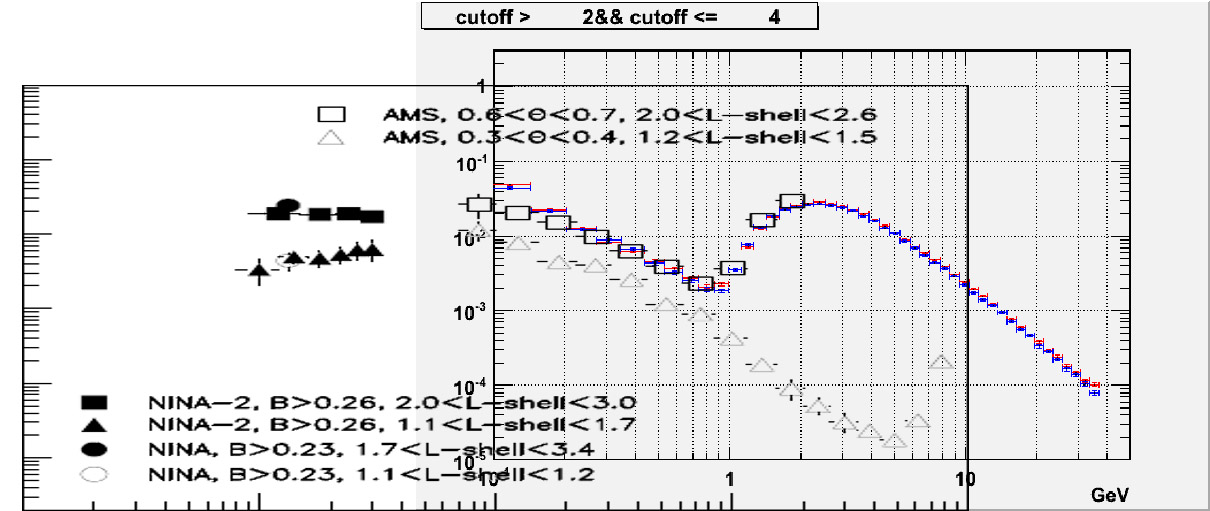 cutoff > 2&& cutoff <= 4
1
AMS, 0.6<Θ<0.7, 2.0<L-shell<2.6
AMS, 0.3<Θ<0.4, 1.2<L-shell<1.5
10-1
10-2
10-3
10-4
NINA-2, B>0.26, 2.0<L-shell<3.0
NINA-2, B>0.26, 1.1<L-shell<1.7
NINA, B>0.23, 1.7<L-shell<3.4
10-5
NINA, B>0.23, 1.1<L-shell<1.2
1 10
GeV